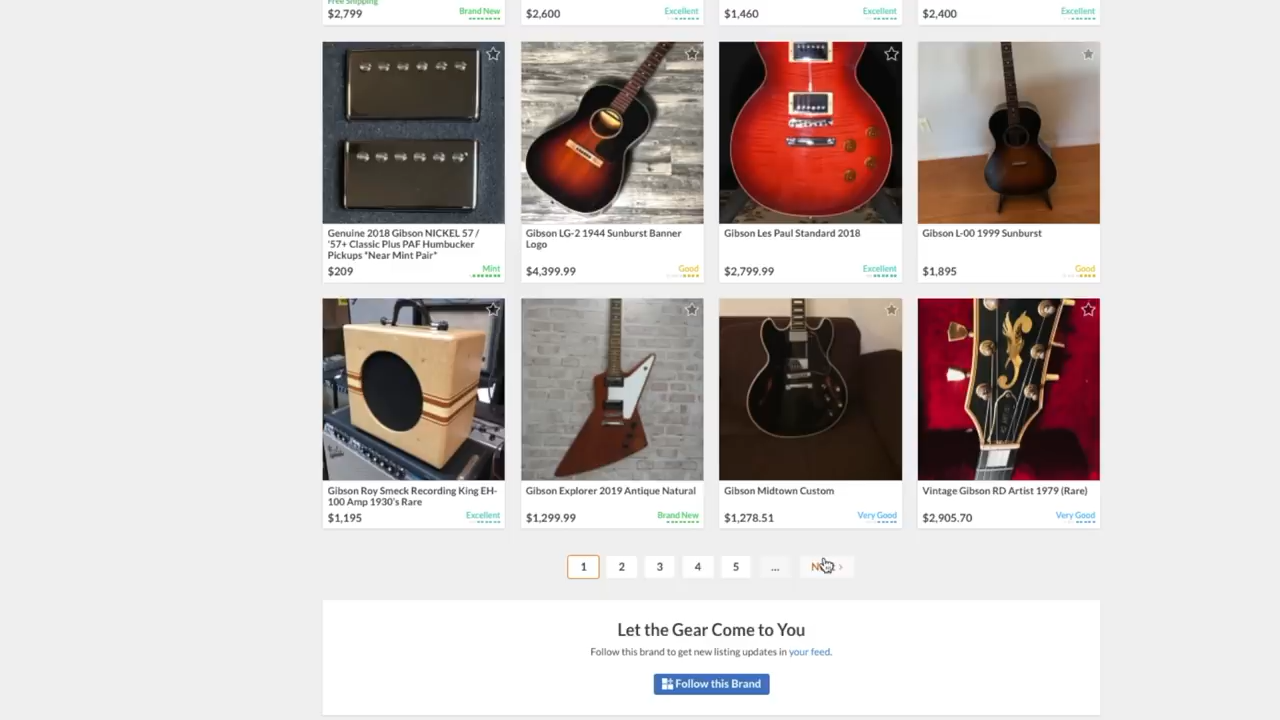 Free Shipping
$2,799
Brand New
$2,600
Excellent
$1,460
Excellent
$2,400
Excellent
Genuine 2018 Gibson NICKEL 57 /
'57+ Classic Plus PAF Humbucker
Pickups *Near Mint Pair*
$209
Mint
Gibson LG-2 1944 Sunburst Banner
Logo
$4,399.99
Good
Gibson Les Paul Standard 2018
$2,799.99
Excellent
Gibson L-00 1999 Sunburst
$1,895
Good
Gibson Roy Smeck Recording King EH-
100 Amp 1930's Rare
$1,195
Excellent
Gibson Explorer 2019 Antique Natural
$1,299.99
Brand New
Gibson Midtown Custom
$1,278.51
Very Good
Vintage Gibson RD Artist 1979 (Rare)
$2,905.70
Very Good
1 2 3 4 5 ...
Let the Gear Come to You
Follow this brand to get new listing updates in your feed.
Follow this Brand